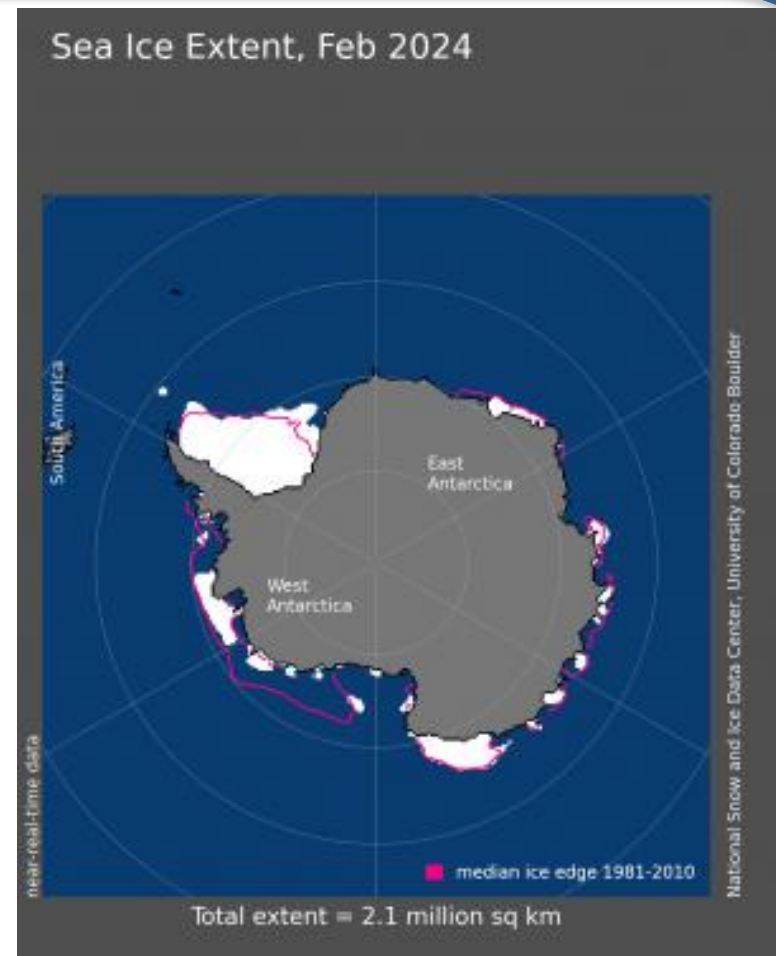 Sea Ice Extent, Feb 2024
South America
East
Antarctica
West
Antarctica
near-real-time data
National Snow and Ice Data Center, University of Colorado Boulder
median ice edge 1981-2010
Total extent = 2.1 million sq km